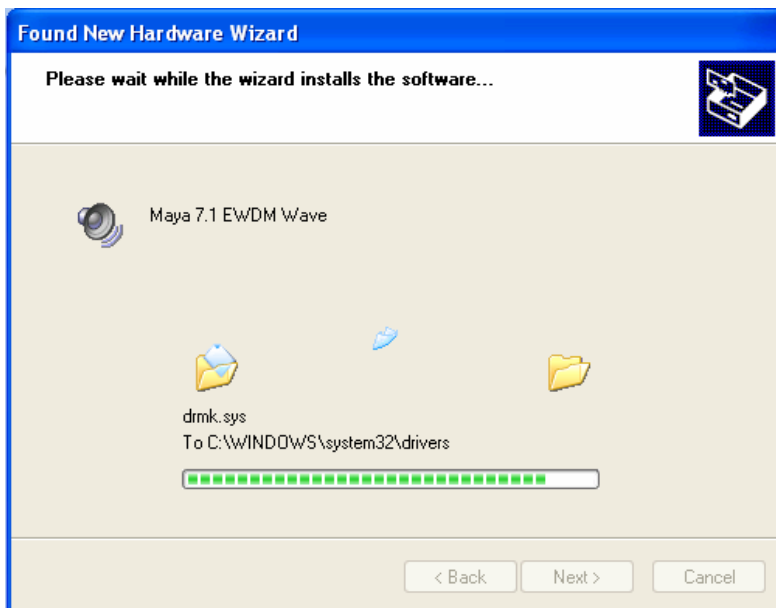 Found New Hardware Wizard
Please wait while the wizard installs the software...
Maya 7.1 EWDM Wave
drmk.sys
To C:\WINDOWS\system32\drivers
< Back
Next >
Cancel